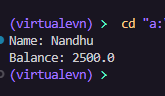 (virtualevn) > cd "a:
Name: Nandhu
Balance: 2500.0
(virtualevn) >